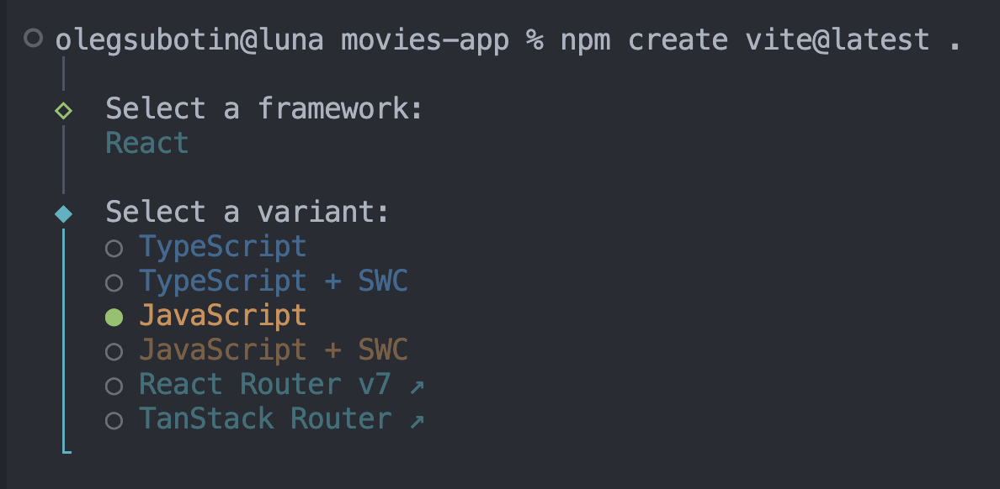 olegsubotin@luna movies-app % npm create vite@latest .
Select a framework:
React
Select a variant:
TypeScript
TypeScript + SWC
JavaScript
JavaScript + SWC
React Router v7 ↗
TanStack Router ↗